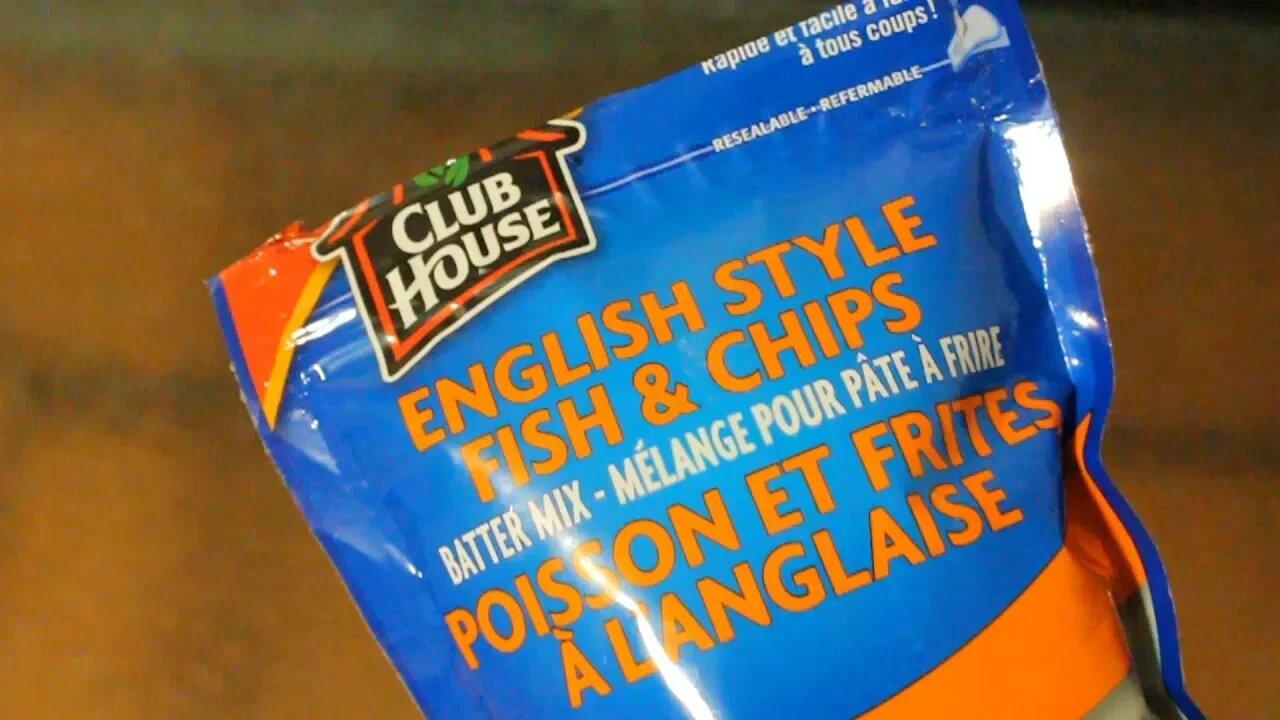 Rapide et facile à
à tous coups!
RESEALABLE - REFERMABLE
CLUB
HOUSE
ENGLISH STYLE
FISH & CHIPS
BATTER MIX - MÉLANGE POUR PÂTE À FRIRE
POISSON ET FRITES
À L'ANGLAISE